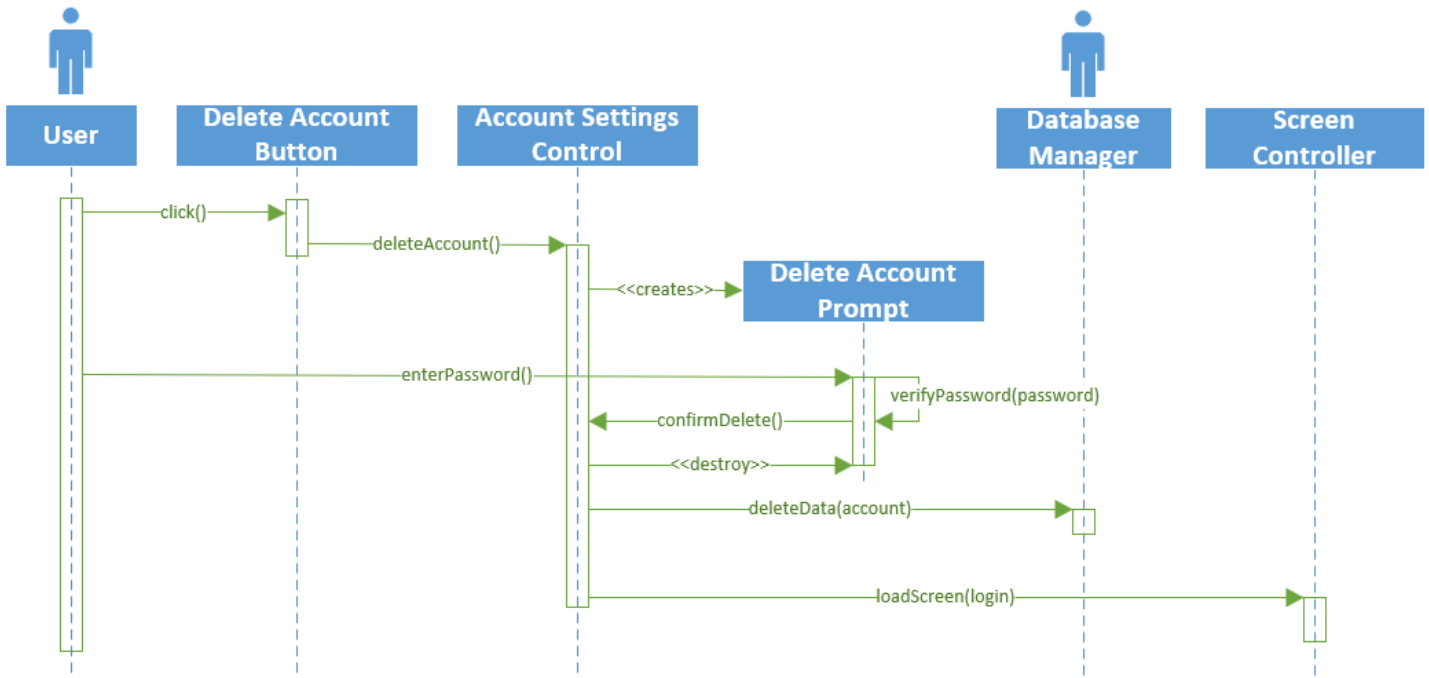 User
Delete Account
Button
Account Settings
Control
Database
Manager
Screen
Controller
click()
deleteAccount()
<<creates>>
Delete Account
Prompt
enterPassword()
verifyPassword(password)
confirmDelete()
<<destroy>>
deleteData(account)
loadScreen(login)